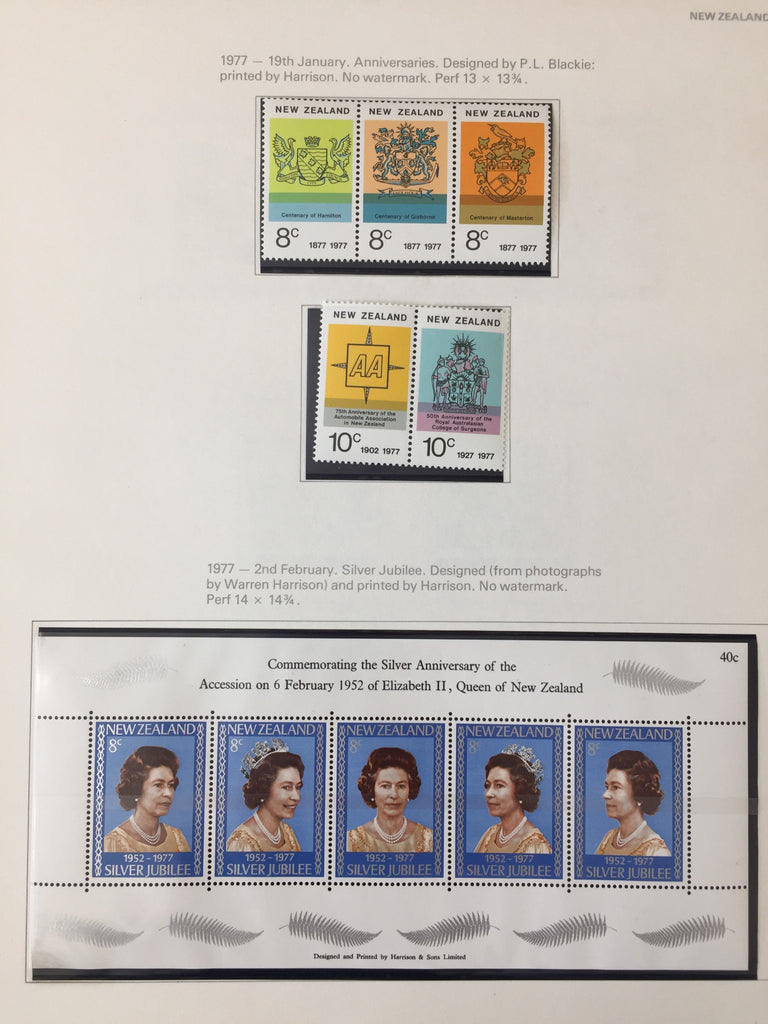 NEW ZEALAND
1977 — 19th January. Anniversaries. Designed by P.L. Blackie:
printed by Harrison. No watermark. Perf 13 × 13¾.
NEW ZEALAND
Centenary of Hamilton
8c 1877 1977
NEW ZEALAND
Centenary of Gisborne
8c 1877 1977
NEW ZEALAND
Centenary of Masterton
8c 1877 1977
NEW ZEALAND
AA
75th Anniversary of the
Automobile Association
in New Zealand
10c 1902 1977
NEW ZEALAND
50th Anniversary of the
Royal Australasian
College of Surgeons
10c 1927 1977
1977 — 2nd February. Silver Jubilee. Designed (from photographs
by Warren Harrison) and printed by Harrison. No watermark.
Perf 14 × 14¾.
40c
Commemorating the Silver Anniversary of the
Accession on 6 February 1952 of Elizabeth II, Queen of New Zealand
NEW ZEALAND
8c
1952-1977
SILVER JUBILEE
NEW ZEALAND
8c
1952-1977
SILVER JUBILEE
NEW ZEALAND
8c
1952-1977
SILVER JUBILEE
NEW ZEALAND
8c
1952-1977
SILVER JUBILEE
NEW ZEALAND
8c
1952-1977
SILVER JUBILEE
Designed and Printed by Harrison & Sons Limited